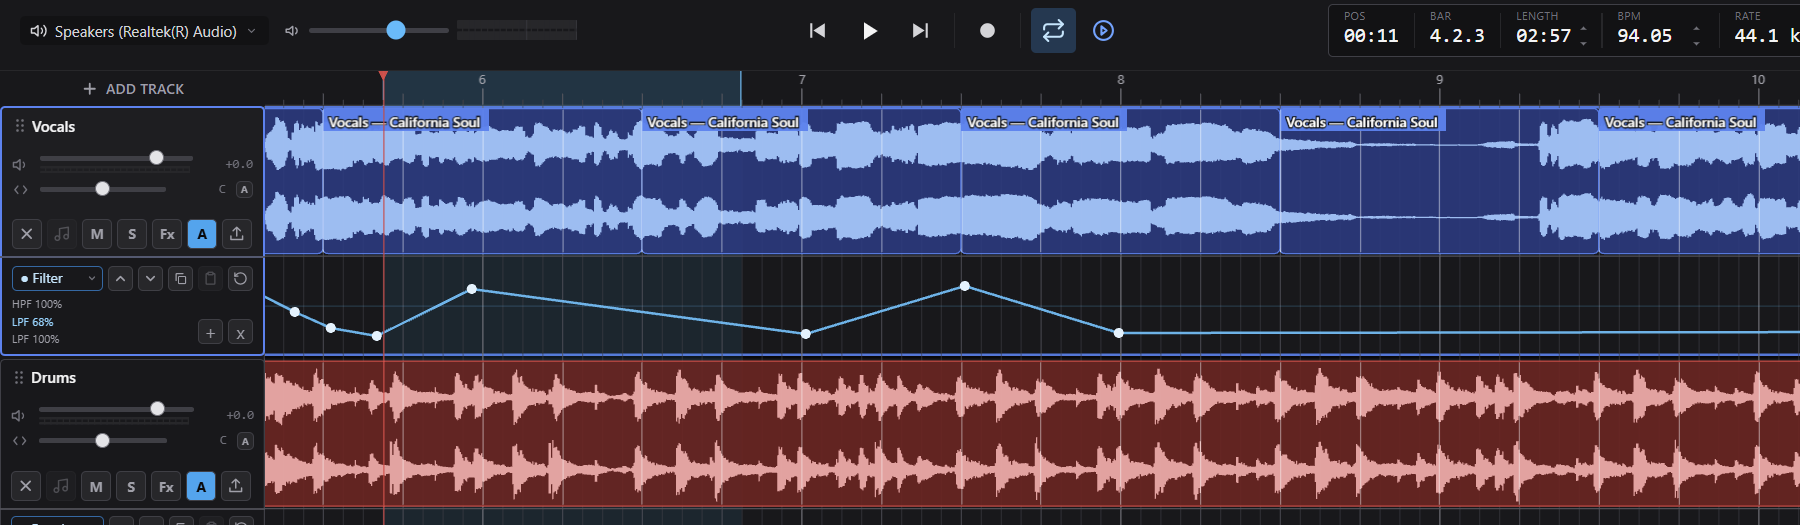 Speakers (Realtek(R) Audio)
POS BAR LENGTH BPM RATE
00:11 4.2.3 02:57 94.05 44.1 k
+ ADD TRACK
6 7 8 9 10
Vocals
Vocals — California Soul
Vocals — California Soul
Vocals — California Soul
Vocals — California Soul
Vocals — California Soul
+0.0
C A
M S Fx A
Filter
HPF 100%
LPF 68%
LPF 100%
+ X
Drums
+0.0
C A
M S Fx A